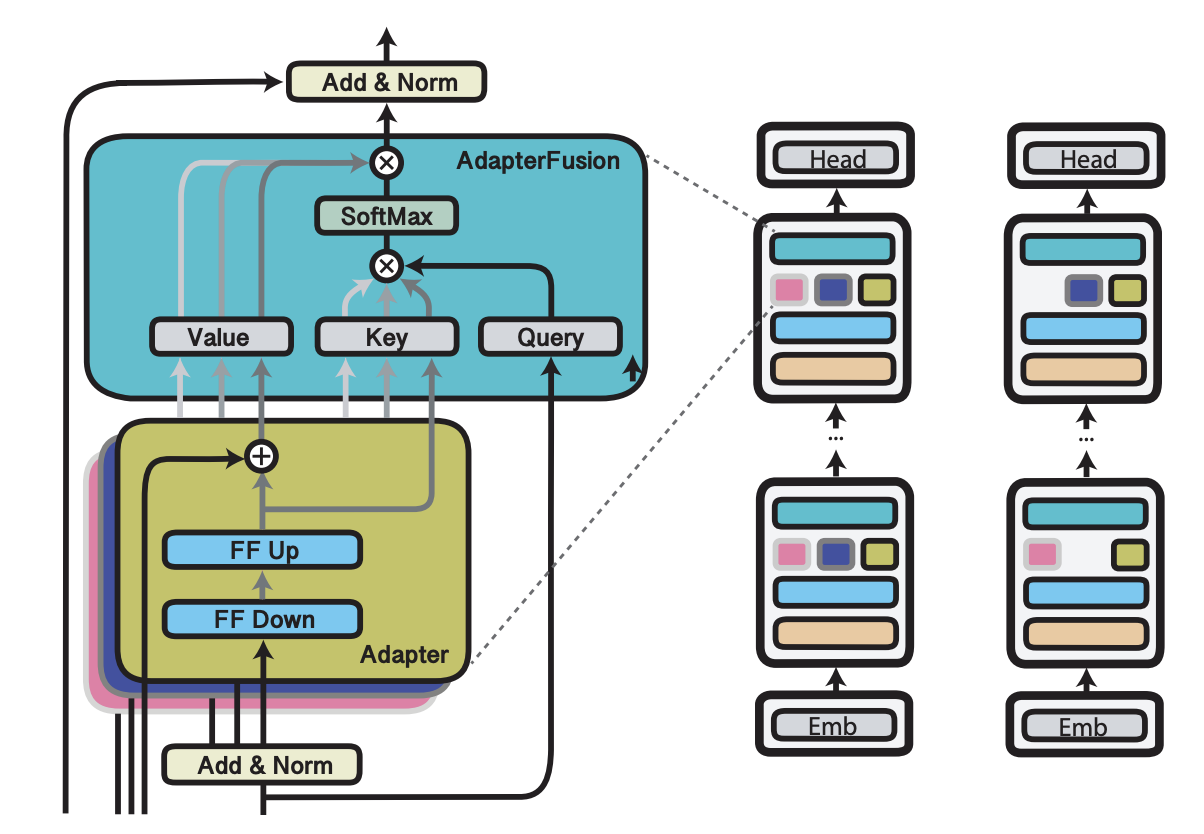 Add & Norm
AdapterFusion
SoftMax
Value
Key
Query
FF Up
FF Down
Adapter
Add & Norm
Head
...
Emb
Head
...
Emb